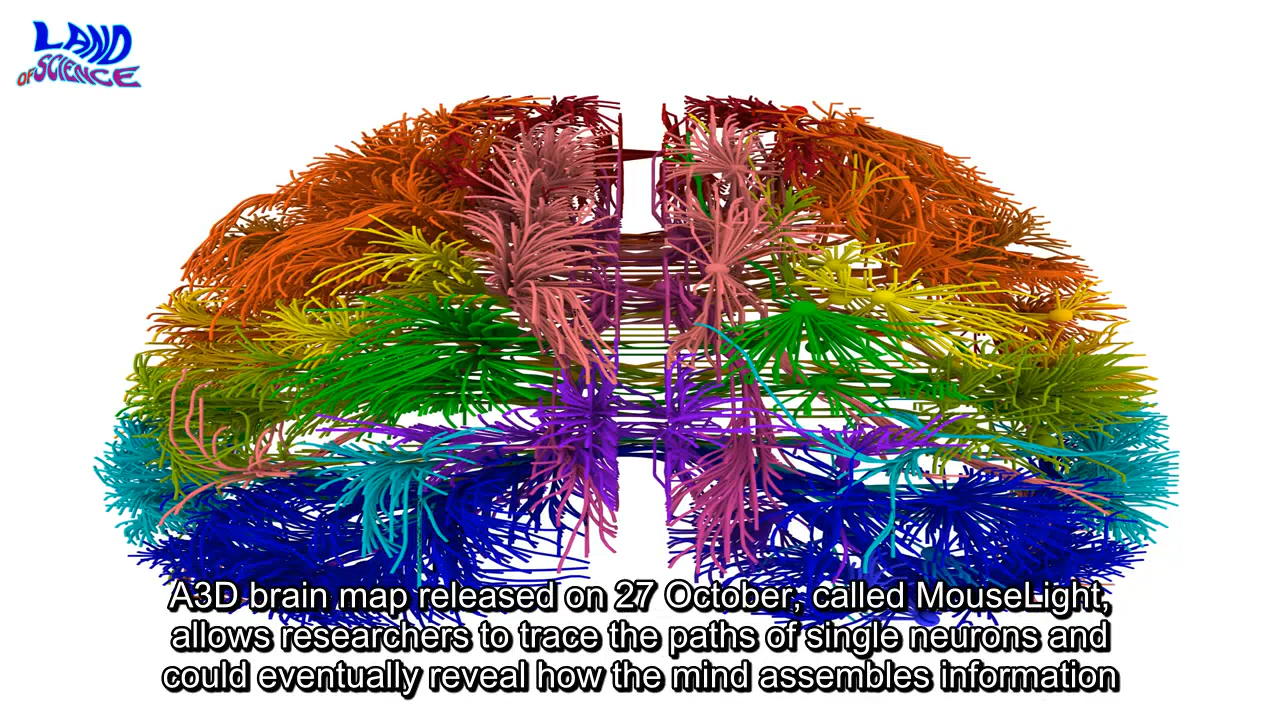 LAND
OF SCIENCE
A3D brain map released on 27 October, called MouseLight,
allows researchers to trace the paths of single neurons and
could eventually reveal how the mind assembles information